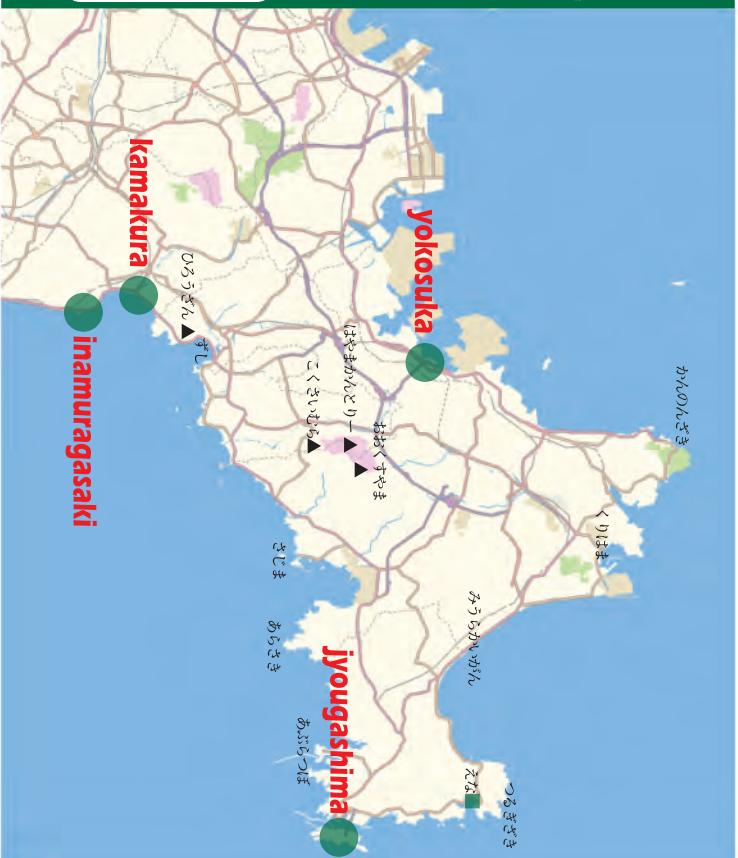 かんのんざき
くりはま
つるぎざき
みうらかいがん
えな
yokosuka
おおくすやま
はやまかんとりー
jyougashima
こくさいむら
あぶらつぼ
さじま
あらさき
ずし
ひろうざん
kamakura
inamuragasaki